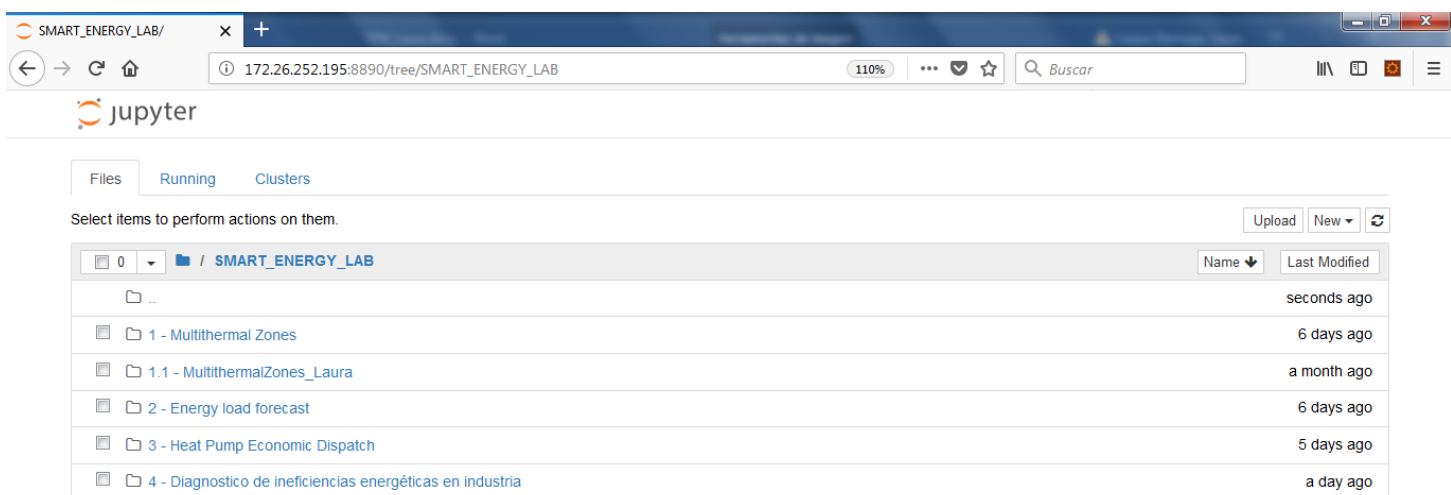 SMART_ENERGY_LAB/
172.26.252.195:8890/tree/SMART_ENERGY_LAB 110% Buscar
jupyter
Files Running Clusters
Select items to perform actions on them. Upload New
0 / SMART_ENERGY_LAB Name Last Modified
.. seconds ago
1 - Multithermal Zones 6 days ago
1.1 - MultithermalZones_Laura a month ago
2 - Energy load forecast 6 days ago
3 - Heat Pump Economic Dispatch 5 days ago
4 - Diagnostico de ineficiencias energéticas en industria a day ago